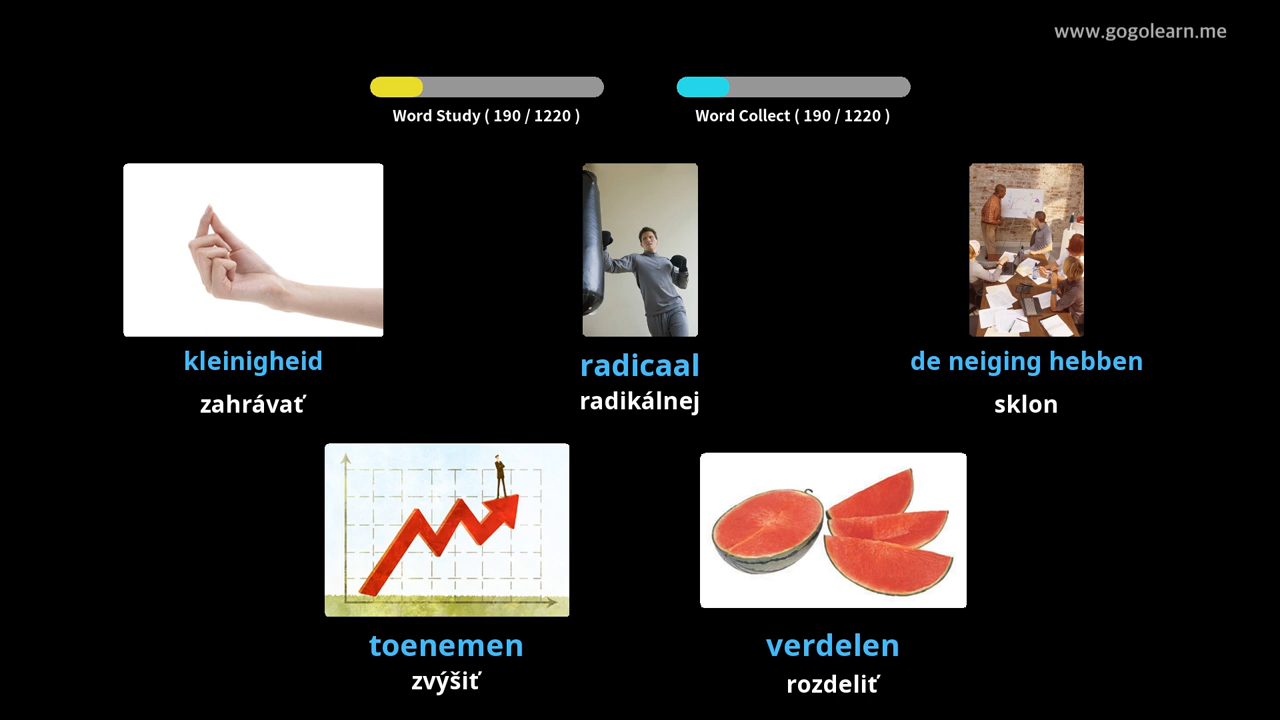 www.gogolearn.me
Word Study ( 190 / 1220 )
Word Collect ( 190 / 1220 )
kleinigheid
zahrávať
radicaal
radikálnej
de neiging hebben
sklon
toenemen
zvýšiť
verdelen
rozdeliť